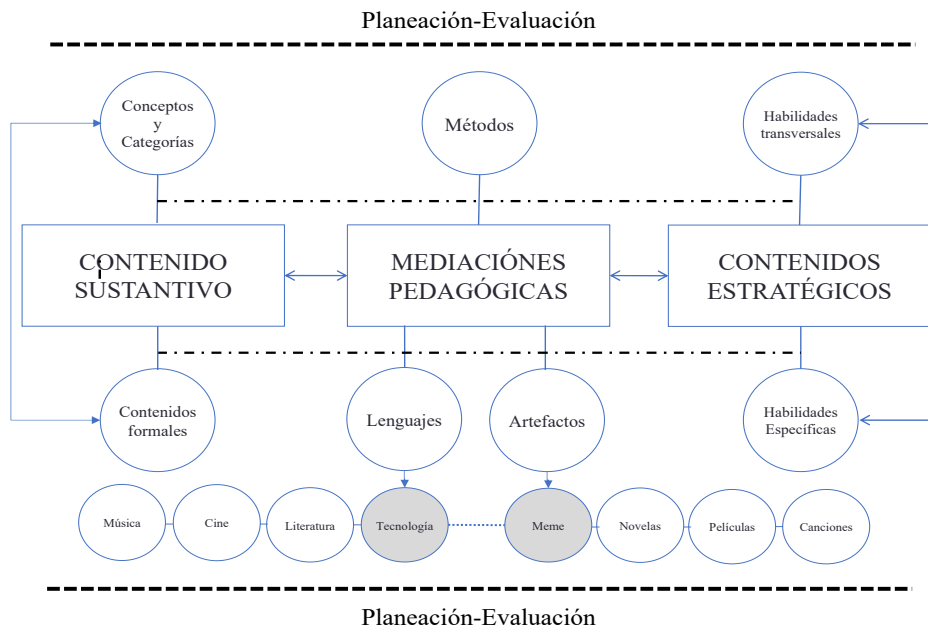 Planeación-Evaluación
Conceptos
y
Categorías
Métodos
Habilidades
transversales
CONTENIDO
SUSTANTIVO
MEDIACIÓNES
PEDAGÓGICAS
CONTENIDOS
ESTRATÉGICOS
Contenidos
formales
Lenguajes
Artefactos
Habilidades
Específicas
Música
Cine
Literatura
Tecnología
Meme
Novelas
Películas
Canciones
Planeación-Evaluación